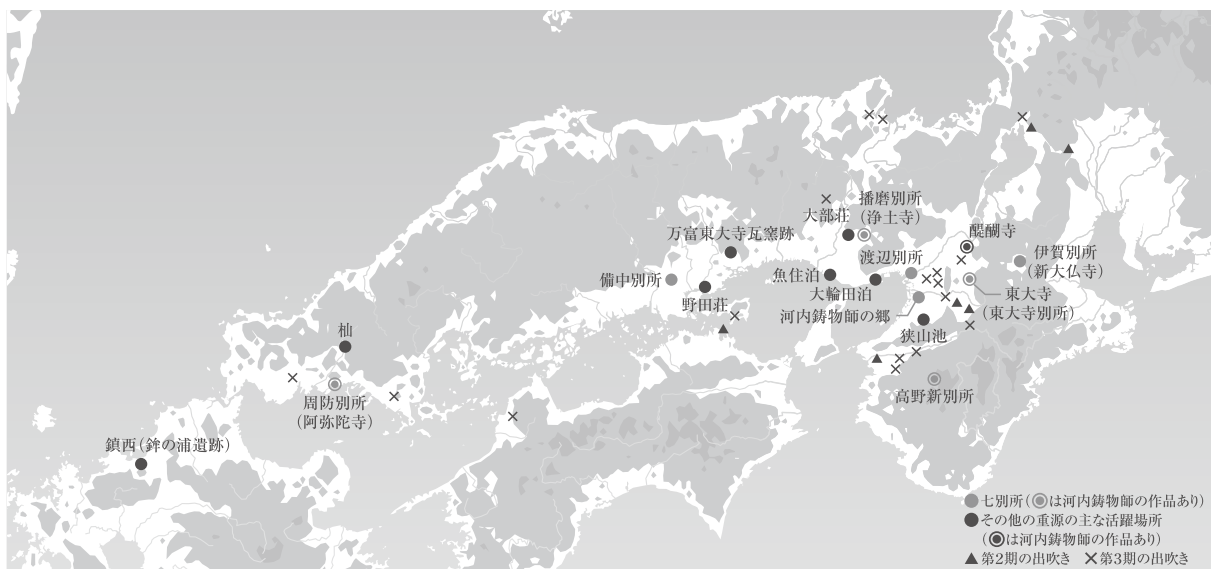 播磨別所
(浄土寺)
大部荘
醍醐寺
万富東大寺瓦窯跡
渡辺別所
伊賀別所
(新大仏寺)
備中別所
魚住泊
野田荘
大輪田泊
東大寺
(東大寺別所)
河内鋳物師の郷
狭山池
杣
高野新別所
周防別所
(阿弥陀寺)
鎮西(鉾の浦遺跡)
七別所(◎は河内鋳物師の作品あり)
その他の重源の主な活躍場所
(◎は河内鋳物師の作品あり)
▲第2期の出吹き ×第3期の出吹き